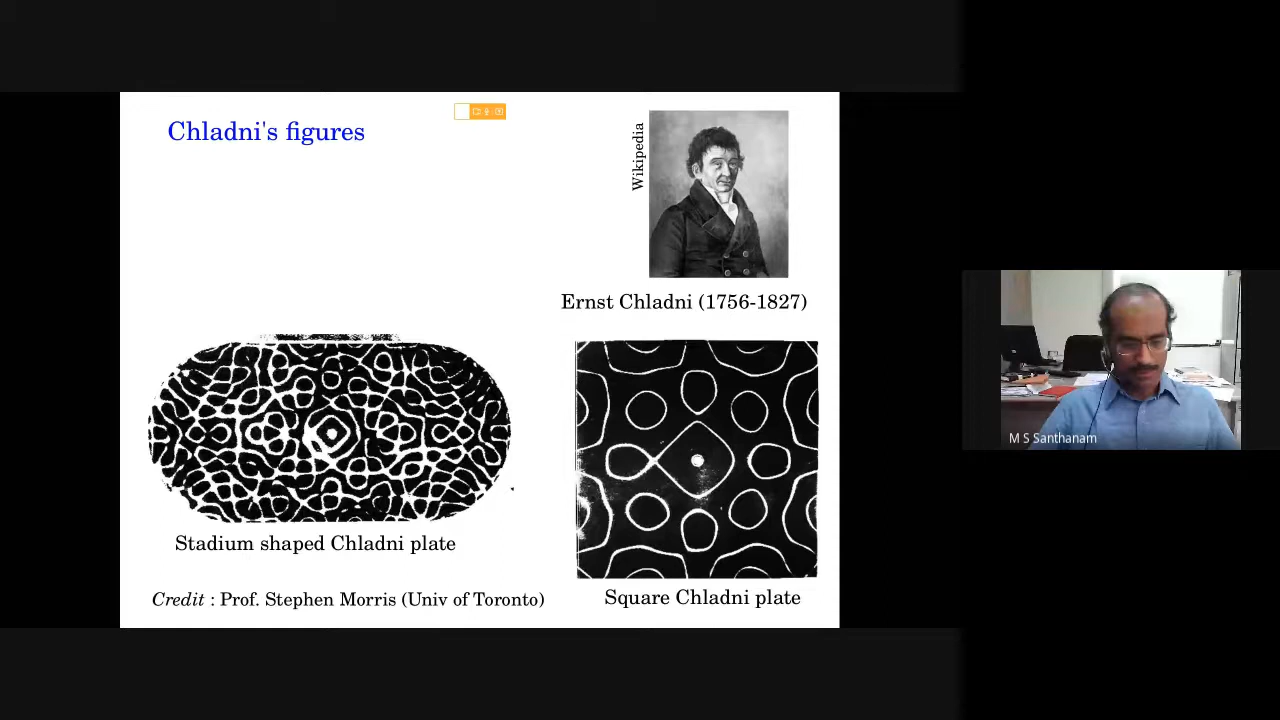 Chladni's figures
Wikipedia
Ernst Chladni (1756-1827)
Stadium shaped Chladni plate
Credit : Prof. Stephen Morris (Univ of Toronto)
Square Chladni plate
M S Santhanam